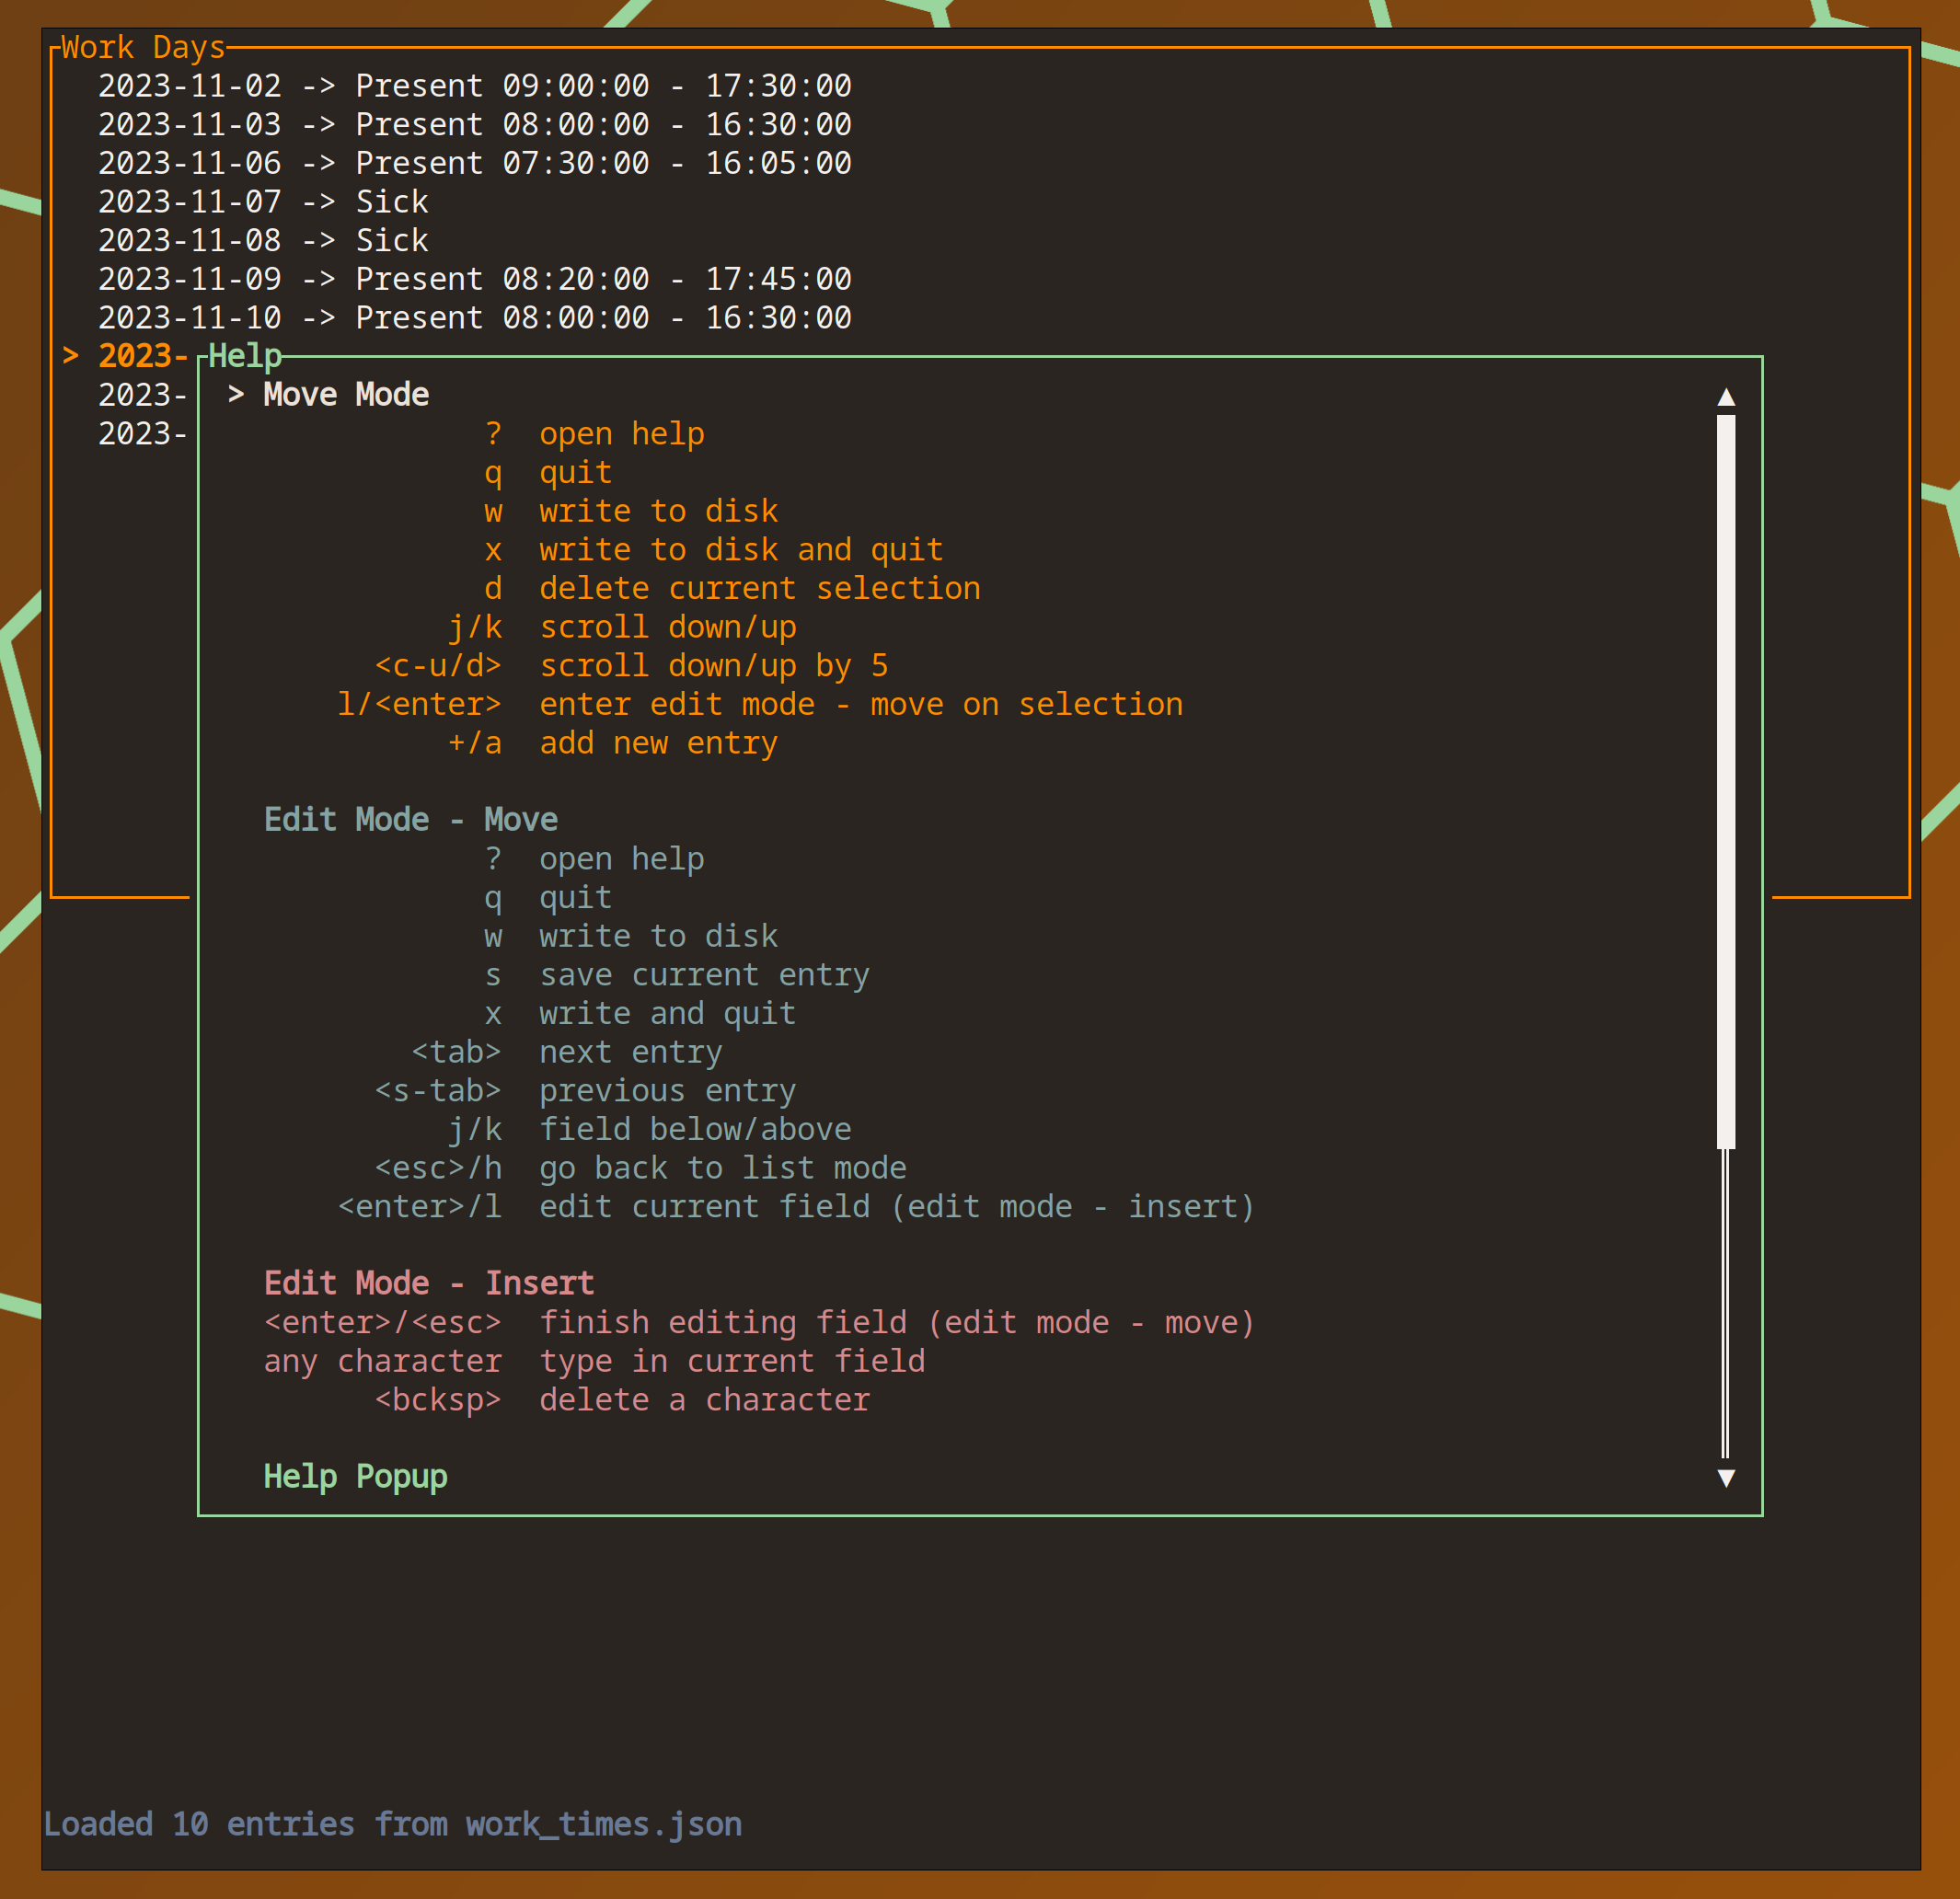 Work Days
2023-11-02 -> Present 09:00:00 - 17:30:00
2023-11-03 -> Present 08:00:00 - 16:30:00
2023-11-06 -> Present 07:30:00 - 16:05:00
2023-11-07 -> Sick
2023-11-08 -> Sick
2023-11-09 -> Present 08:20:00 - 17:45:00
2023-11-10 -> Present 08:00:00 - 16:30:00
> 2023-
2023-
2023-
Help
> Move Mode
? open help
q quit
w write to disk
x write to disk and quit
d delete current selection
j/k scroll down/up
<c-u/d> scroll down/up by 5
l/<enter> enter edit mode - move on selection
+/a add new entry
Edit Mode - Move
? open help
q quit
w write to disk
s save current entry
x write and quit
<tab> next entry
<s-tab> previous entry
j/k field below/above
<esc>/h go back to list mode
<enter>/l edit current field (edit mode - insert)
Edit Mode - Insert
<enter>/<esc> finish editing field (edit mode - move)
any character type in current field
<bcksp> delete a character
Help Popup
Loaded 10 entries from work_times.json